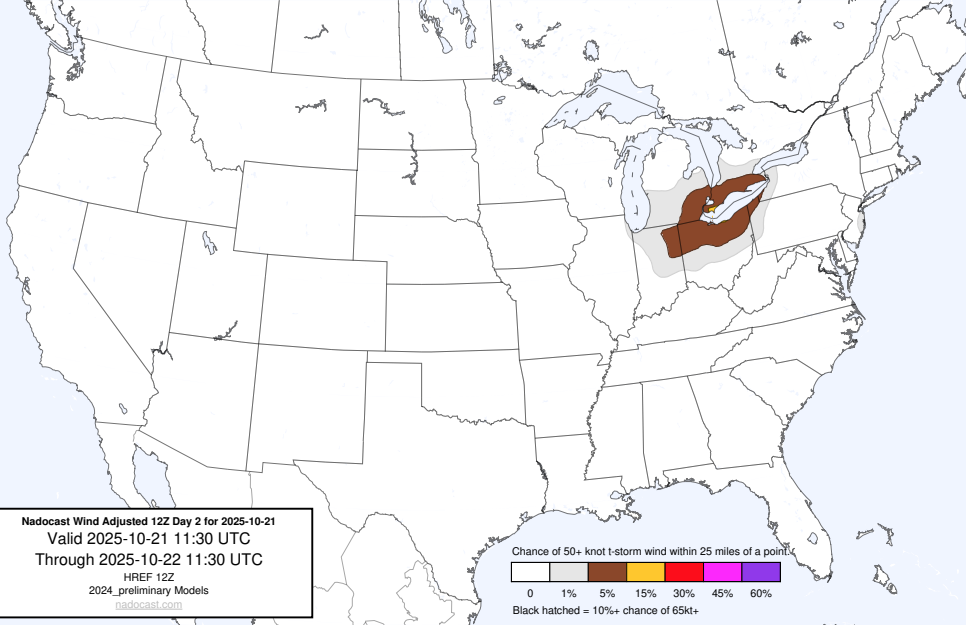 Nadocast Wind Adjusted 12Z Day 2 for 2025-10-21
Valid 2025-10-21 11:30 UTC
Through 2025-10-22 11:30 UTC
HREF 12Z
2024_preliminary Models
nadocast.com
Chance of 50+ knot t-storm wind within 25 miles of a point.
0 1% 5% 15% 30% 45% 60%
Black hatched = 10%+ chance of 65kt+